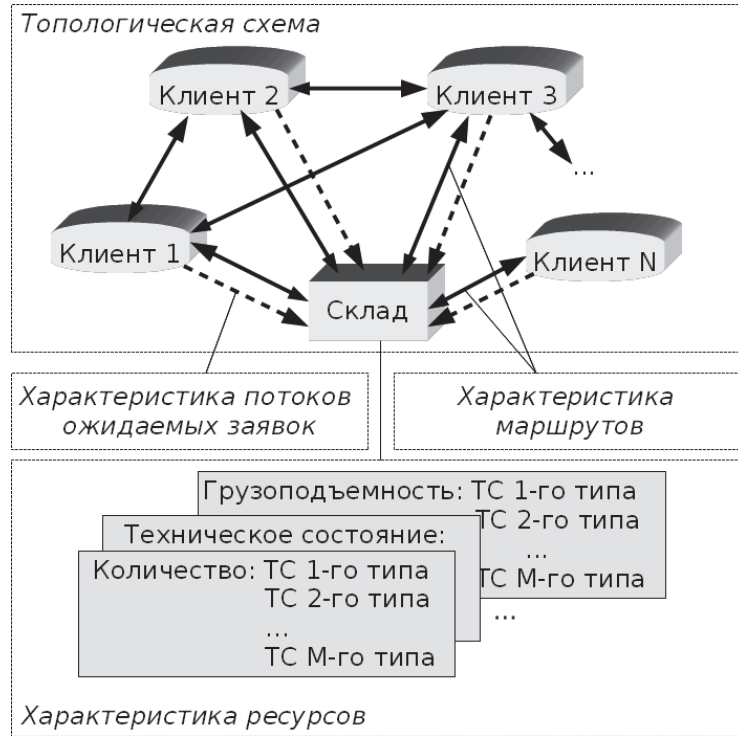 Топологическая схема
Клиент 2
Клиент 3
...
Клиент 1
Клиент N
Склад
Характеристика потоков
ожидаемых заявок
Характеристика
маршрутов
Грузоподъемность: ТС 1-го типа
ТС 2-го типа
...
ТС М-го типа
Техническое состояние:
Количество: ТС 1-го типа
ТС 2-го типа
...
ТС М-го типа
...
Характеристика ресурсов